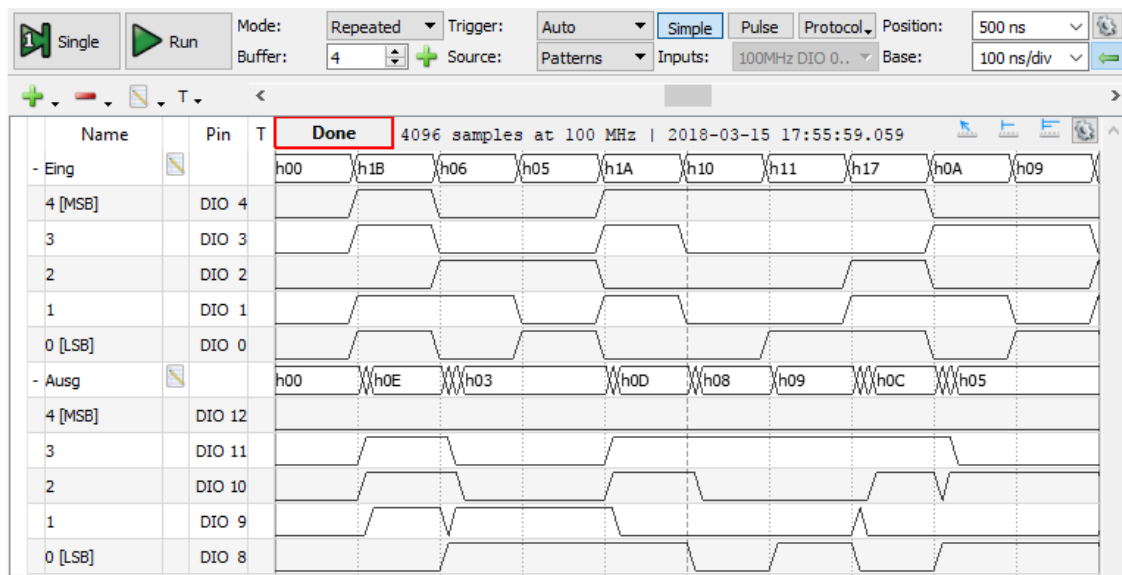 Single Run Mode: Repeated Trigger: Auto Simple Pulse Protocol Position: 500 ns
Buffer: 4 Source: Patterns Inputs: 100MHz DIO 0.. Base: 100 ns/div
T
Name Pin T Done 4096 samples at 100 MHz | 2018-03-15 17:55:59.059
- Eing h00 h1B h06 h05 h1A h10 h11 h17 h0A h09
4 [MSB] DIO 4
3 DIO 3
2 DIO 2
1 DIO 1
0 [LSB] DIO 0
- Ausg h00 h0E h03 h0D h08 h09 h0C h05
4 [MSB] DIO 12
3 DIO 11
2 DIO 10
1 DIO 9
0 [LSB] DIO 8